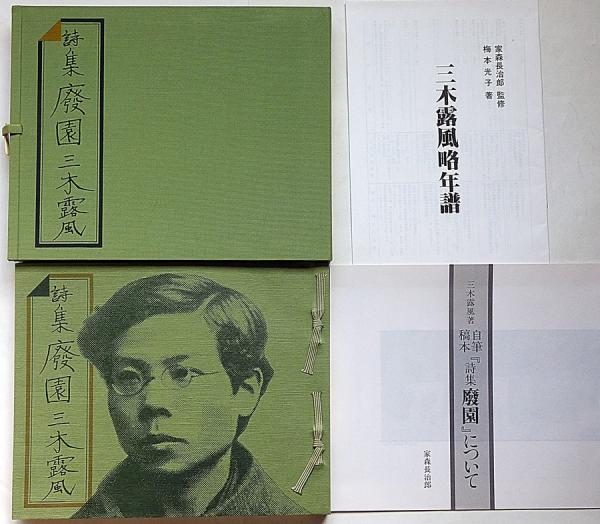 詩集 廢園 三木露風
家森長治郎 監修
梅本光子 著
三木露風略年譜
詩集 廢園 三木露風
三木露風著
自筆稿本『詩集 廢園』について
家森長治郎